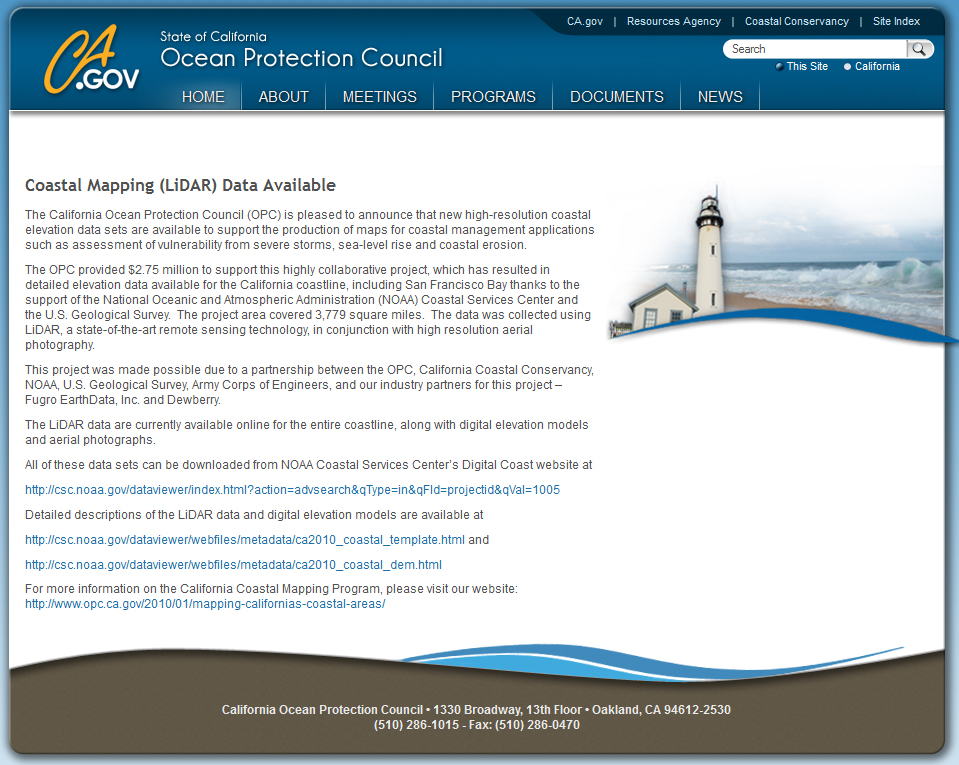 CA.gov | Resources Agency | Coastal Conservancy | Site Index
CA
.GOV
State of California
Ocean Protection Council
Search
This Site California
HOME ABOUT MEETINGS PROGRAMS DOCUMENTS NEWS
Coastal Mapping (LiDAR) Data Available
The California Ocean Protection Council (OPC) is pleased to announce that new high-resolution coastal
elevation data sets are available to support the production of maps for coastal management applications
such as assessment of vulnerability from severe storms, sea-level rise and coastal erosion.
The OPC provided $2.75 million to support this highly collaborative project, which has resulted in
detailed elevation data available for the California coastline, including San Francisco Bay thanks to the
support of the National Oceanic and Atmospheric Administration (NOAA) Coastal Services Center and
the U.S. Geological Survey. The project area covered 3,779 square miles. The data was collected using
LiDAR, a state-of-the-art remote sensing technology, in conjunction with high resolution aerial
photography.
This project was made possible due to a partnership between the OPC, California Coastal Conservancy,
NOAA, U.S. Geological Survey, Army Corps of Engineers, and our industry partners for this project –
Fugro EarthData, Inc. and Dewberry.
The LiDAR data are currently available online for the entire coastline, along with digital elevation models
and aerial photographs.
All of these data sets can be downloaded from NOAA Coastal Services Center's Digital Coast website at
http://csc.noaa.gov/dataviewer/index.html?action=advsearch&qType=in&qFld=projectid&qVal=1005
Detailed descriptions of the LiDAR data and digital elevation models are available at
http://csc.noaa.gov/dataviewer/webfiles/metadata/ca2010_coastal_template.html and
http://csc.noaa.gov/dataviewer/webfiles/metadata/ca2010_coastal_dem.html
For more information on the California Coastal Mapping Program, please visit our website:
http://www.opc.ca.gov/2010/01/mapping-californias-coastal-areas/
California Ocean Protection Council • 1330 Broadway, 13th Floor • Oakland, CA 94612-2530
(510) 286-1015 - Fax: (510) 286-0470